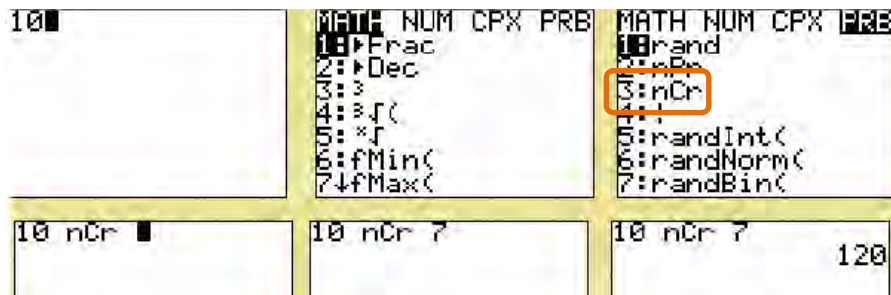 10
MATH NUM CPX PRB
1:►Frac
2:►Dec
3:³
4:³√(
5:ˣ√
6:fMin(
7↓fMax(
MATH NUM CPX PRB
1:rand
2:nPr
3:nCr
4:!
5:randInt(
6:randNorm(
7:randBin(
10 nCr
10 nCr 7
10 nCr 7
120